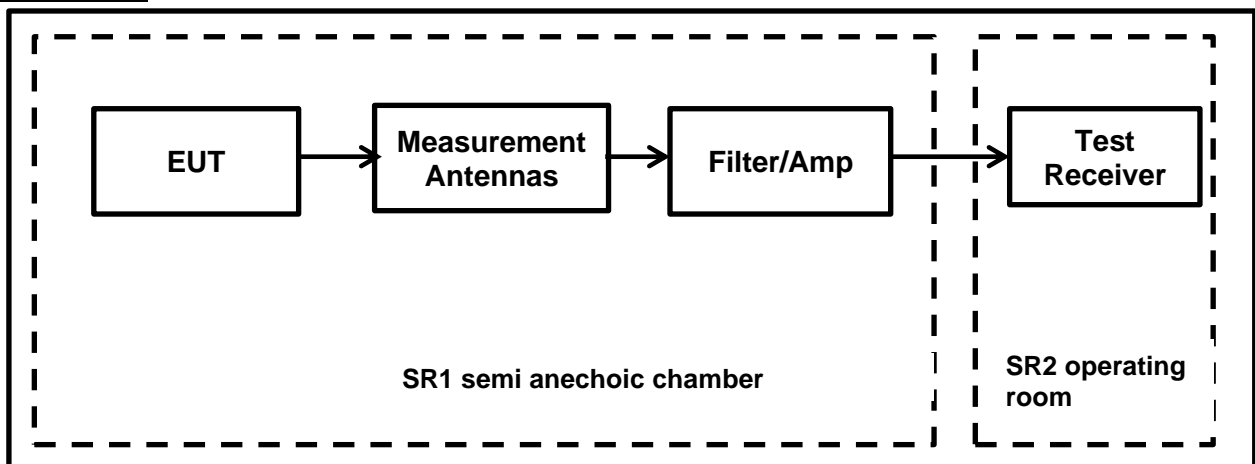 EUT
Measurement
Antennas
Filter/Amp
Test
Receiver
SR1 semi anechoic chamber
SR2 operating
room